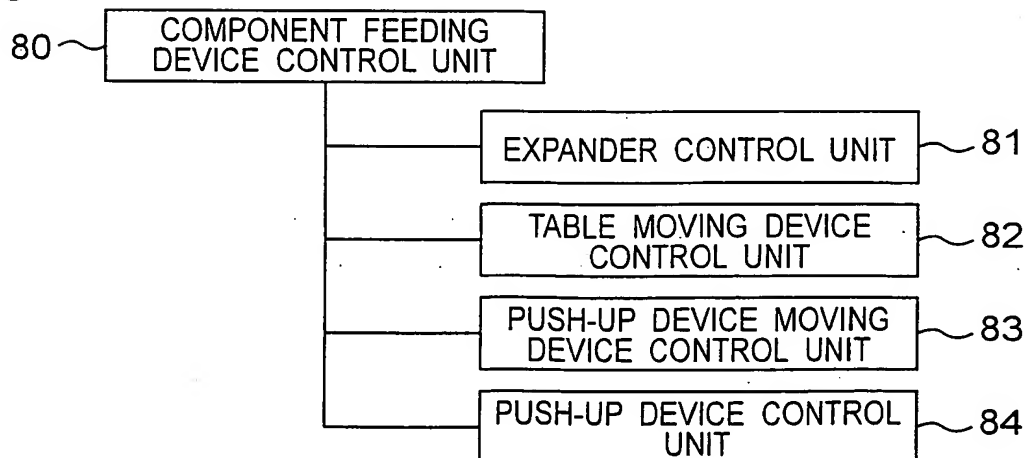 80
COMPONENT FEEDING
DEVICE CONTROL UNIT
EXPANDER CONTROL UNIT
81
TABLE MOVING DEVICE
CONTROL UNIT
82
PUSH-UP DEVICE MOVING
DEVICE CONTROL UNIT
83
PUSH-UP DEVICE CONTROL
UNIT
84